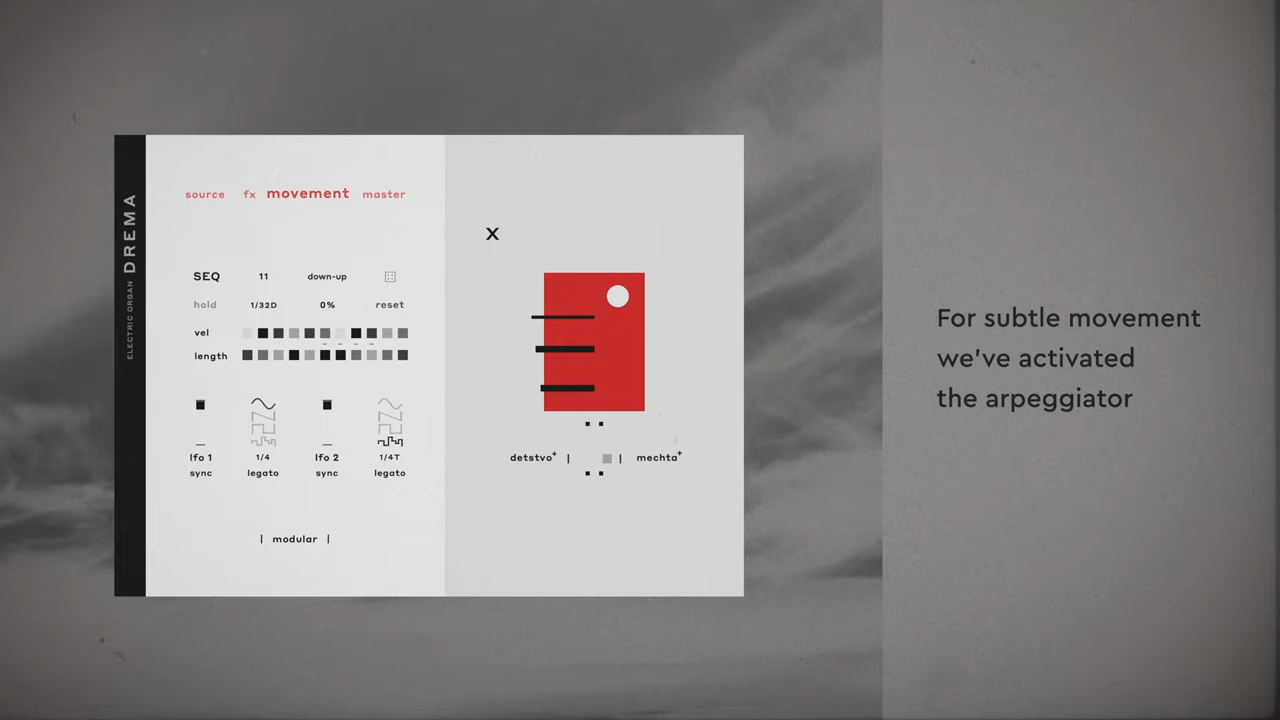 ELECTRIC ORGAN DREMA
source fx movement master
SEQ 11 down-up
hold 1/32D 0% reset
vel
length
lfo 1 1/4 lfo 2 1/4T
sync legato sync legato
| modular |
X
detstvo+ | | mechta+
For subtle movement
we've activated
the arpeggiator